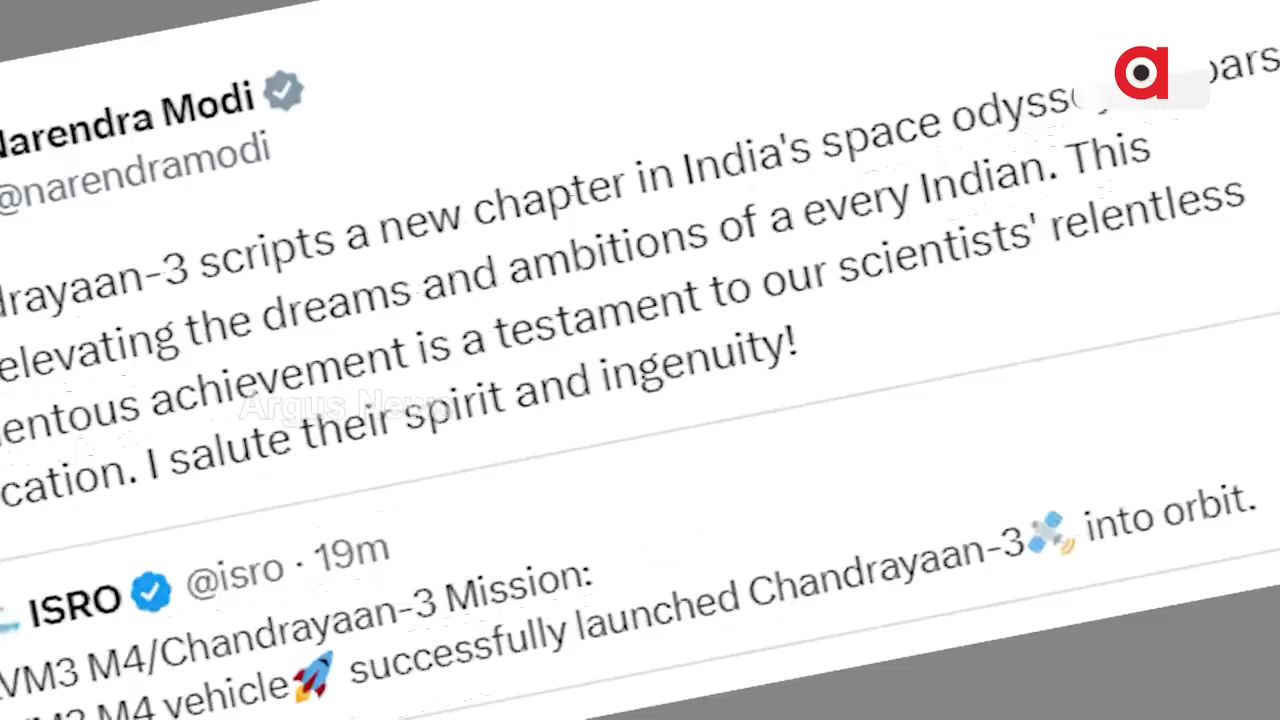 Narendra Modi
@narendramodi
drayaan-3 scripts a new chapter in India's space
elevating the dreams and ambitions of a every Indian. This
entous achievement is a testament to our scientists' relentless
cation. I salute their spirit and ingenuity!
Argus News
ISRO @isro · 19m
VM3 M4/Chandrayaan-3 Mission:
M4 vehicle🚀 successfully launched Chandrayaan-3🛰️ into orbit.